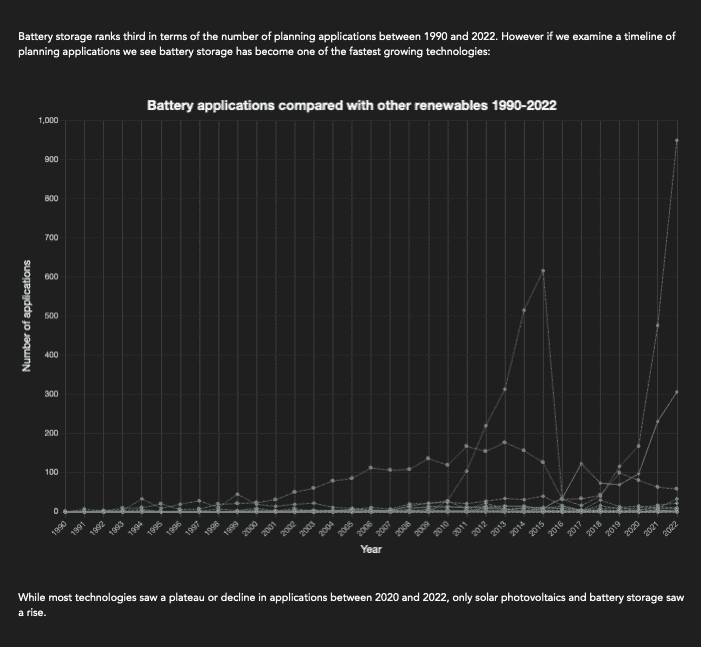 Battery storage ranks third in terms of the number of planning applications between 1990 and 2022. However if we examine a timeline of
planning applications we see battery storage has become one of the fastest growing technologies:
Battery applications compared with other renewables 1990-2022
1,000
900
800
700
600
500
400
300
200
100
0
Number of applications
1990 1991 1992 1993 1994 1995 1996 1997 1998 1999 2000 2001 2002 2003 2004 2005 2006 2007 2008 2009 2010 2011 2012 2013 2014 2015 2016 2017 2018 2019 2020 2021 2022
Year
While most technologies saw a plateau or decline in applications between 2020 and 2022, only solar photovoltaics and battery storage saw
a rise.